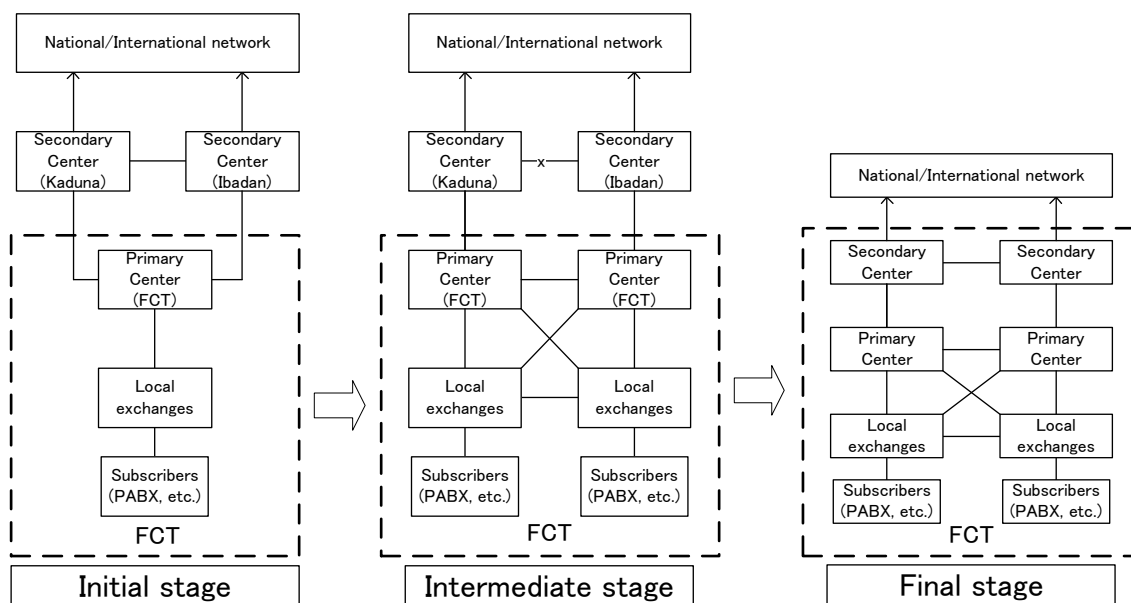 National/International network
Secondary
Center
(Kaduna)
Secondary
Center
(Ibadan)
Primary
Center
(FCT)
Local
exchanges
Subscribers
(PABX, etc.)
FCT
Initial stage
National/International network
Secondary
Center
(Kaduna)
x
Secondary
Center
(Ibadan)
Primary
Center
(FCT)
Primary
Center
(FCT)
Local
exchanges
Local
exchanges
Subscribers
(PABX, etc.)
Subscribers
(PABX, etc.)
FCT
Intermediate stage
National/International network
Secondary
Center
Secondary
Center
Primary
Center
Primary
Center
Local
exchanges
Local
exchanges
Subscribers
(PABX, etc.)
Subscribers
(PABX, etc.)
FCT
Final stage